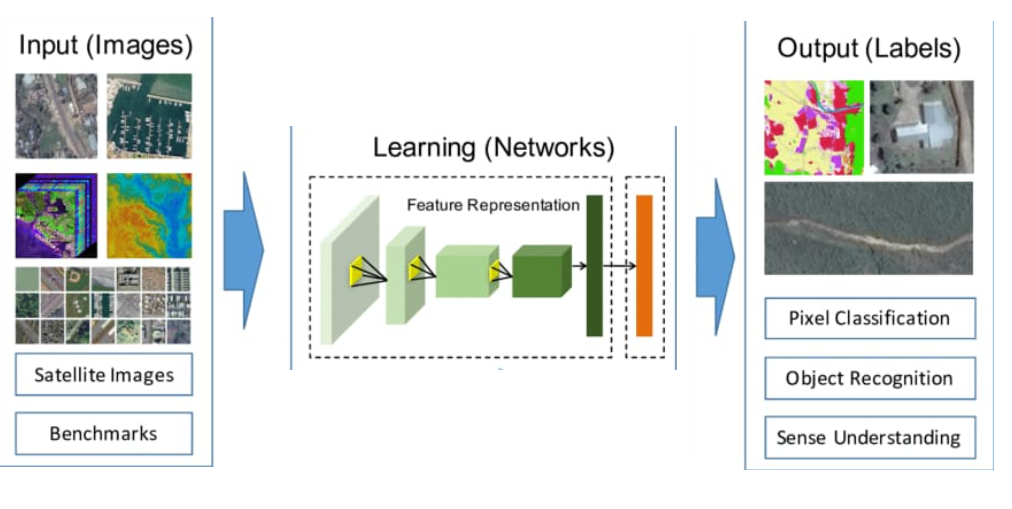 Input (Images)
Satellite Images
Benchmarks
Learning (Networks)
Feature Representation
Output (Labels)
Pixel Classification
Object Recognition
Sense Understanding